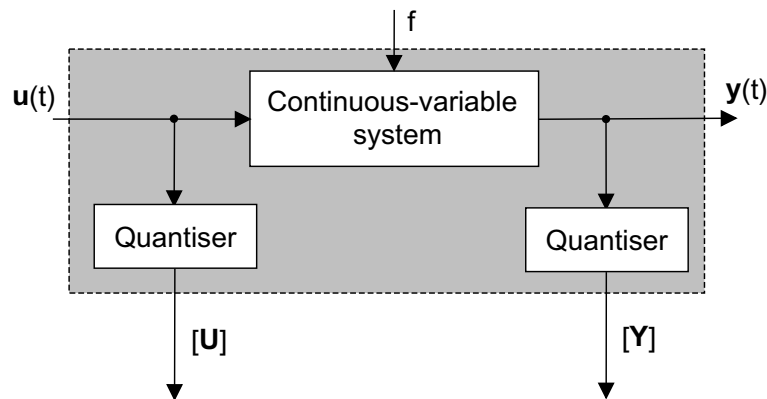 f
u(t)
Continuous-variable
system
y(t)
Quantiser
Quantiser
[U]
[Y]